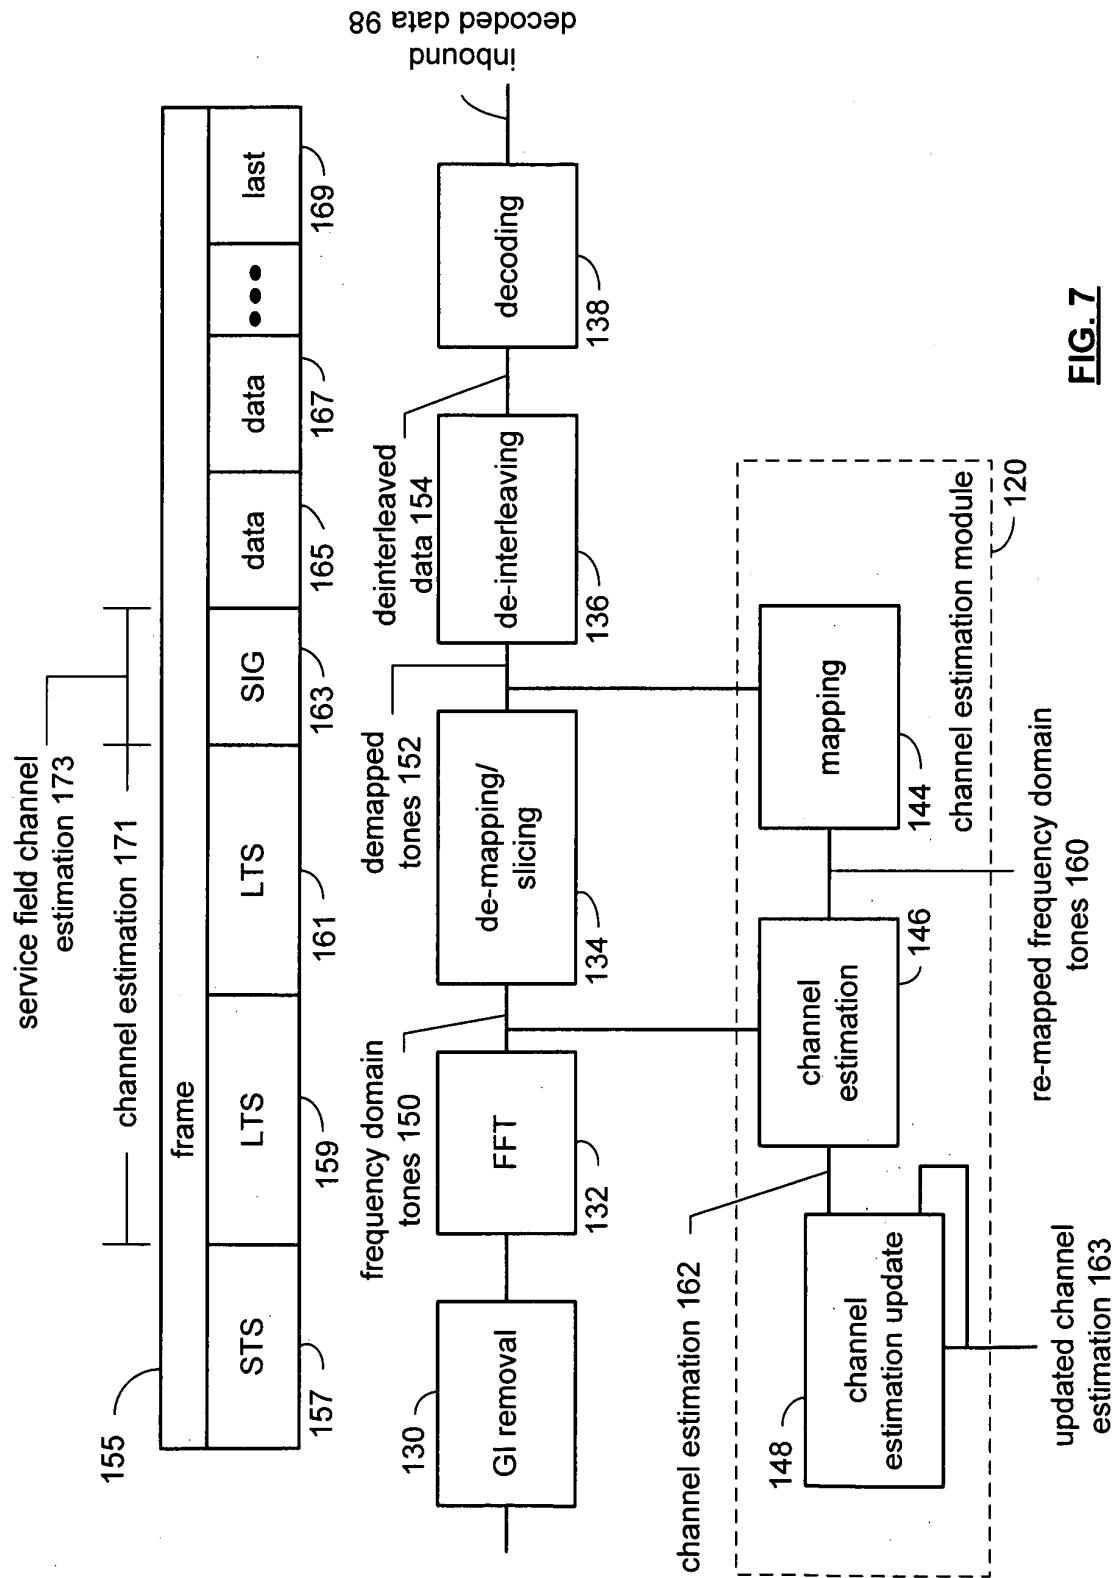 service field channel
estimation 173
channel estimation 171
155
frame
STS
LTS
LTS
SIG
data
data
●●●
last
157
159
161
163
165
167
169
frequency domain
tones 150
demapped
tones 152
deinterleaved
data 154
inbound
decoded data 98
GI removal
FFT
de-mapping/
slicing
de-interleaving
decoding
130
132
134
136
138
channel estimation 162
channel
estimation update
channel
estimation
mapping
148
146
144
channel estimation module
120
updated channel
estimation 163
re-mapped frequency domain
tones 160
FIG. 7